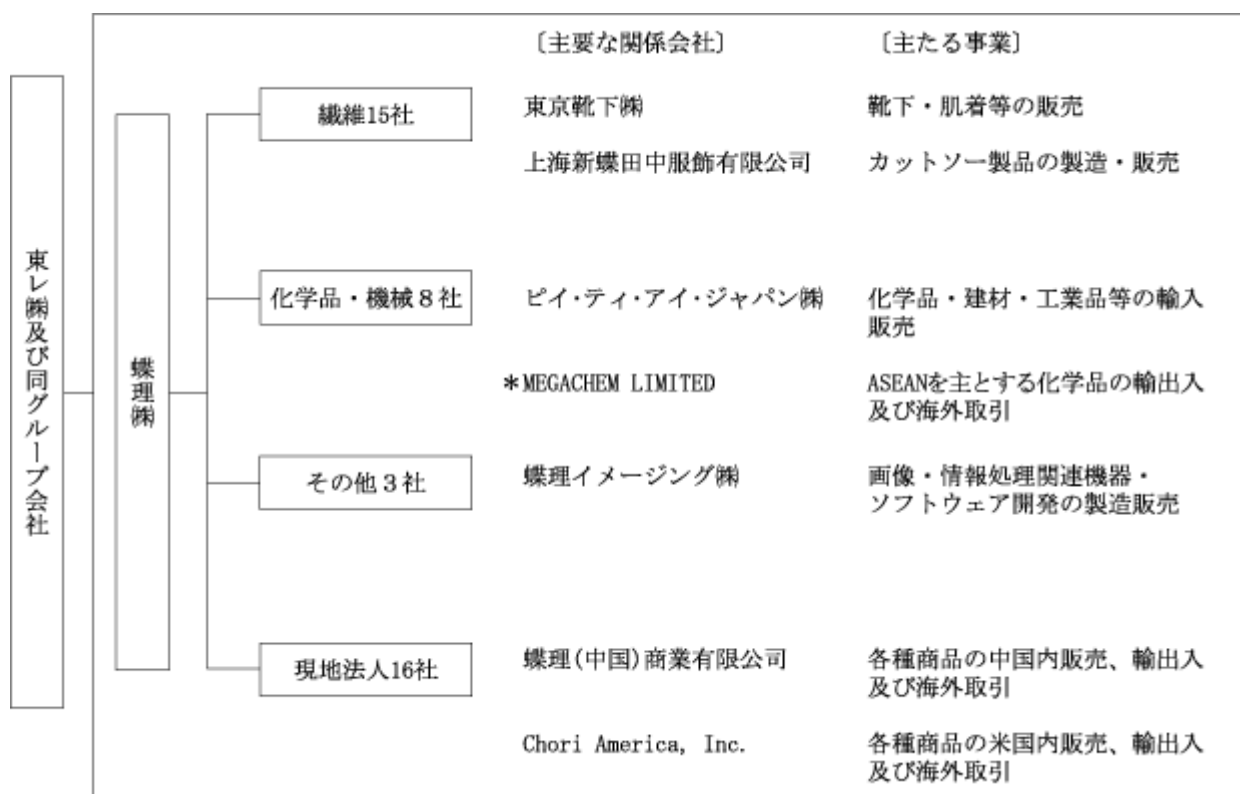 〔主要な関係会社〕 〔主たる事業〕
東レ㈱及び同グループ会社
蝶理㈱
繊維15社 東京靴下㈱ 靴下・肌着等の販売
上海新蝶田中服飾有限公司 カットソー製品の製造・販売
化学品・機械8社 ピイ・ティ・アイ・ジャパン㈱ 化学品・建材・工業品等の輸入
販売
*MEGACHEM LIMITED ASEANを主とする化学品の輸出入
及び海外取引
その他3社 蝶理イメージング㈱ 画像・情報処理関連機器・
ソフトウェア開発の製造販売
現地法人16社 蝶理(中国)商業有限公司 各種商品の中国内販売、輸出入
及び海外取引
Chori America, Inc. 各種商品の米国内販売、輸出入
及び海外取引